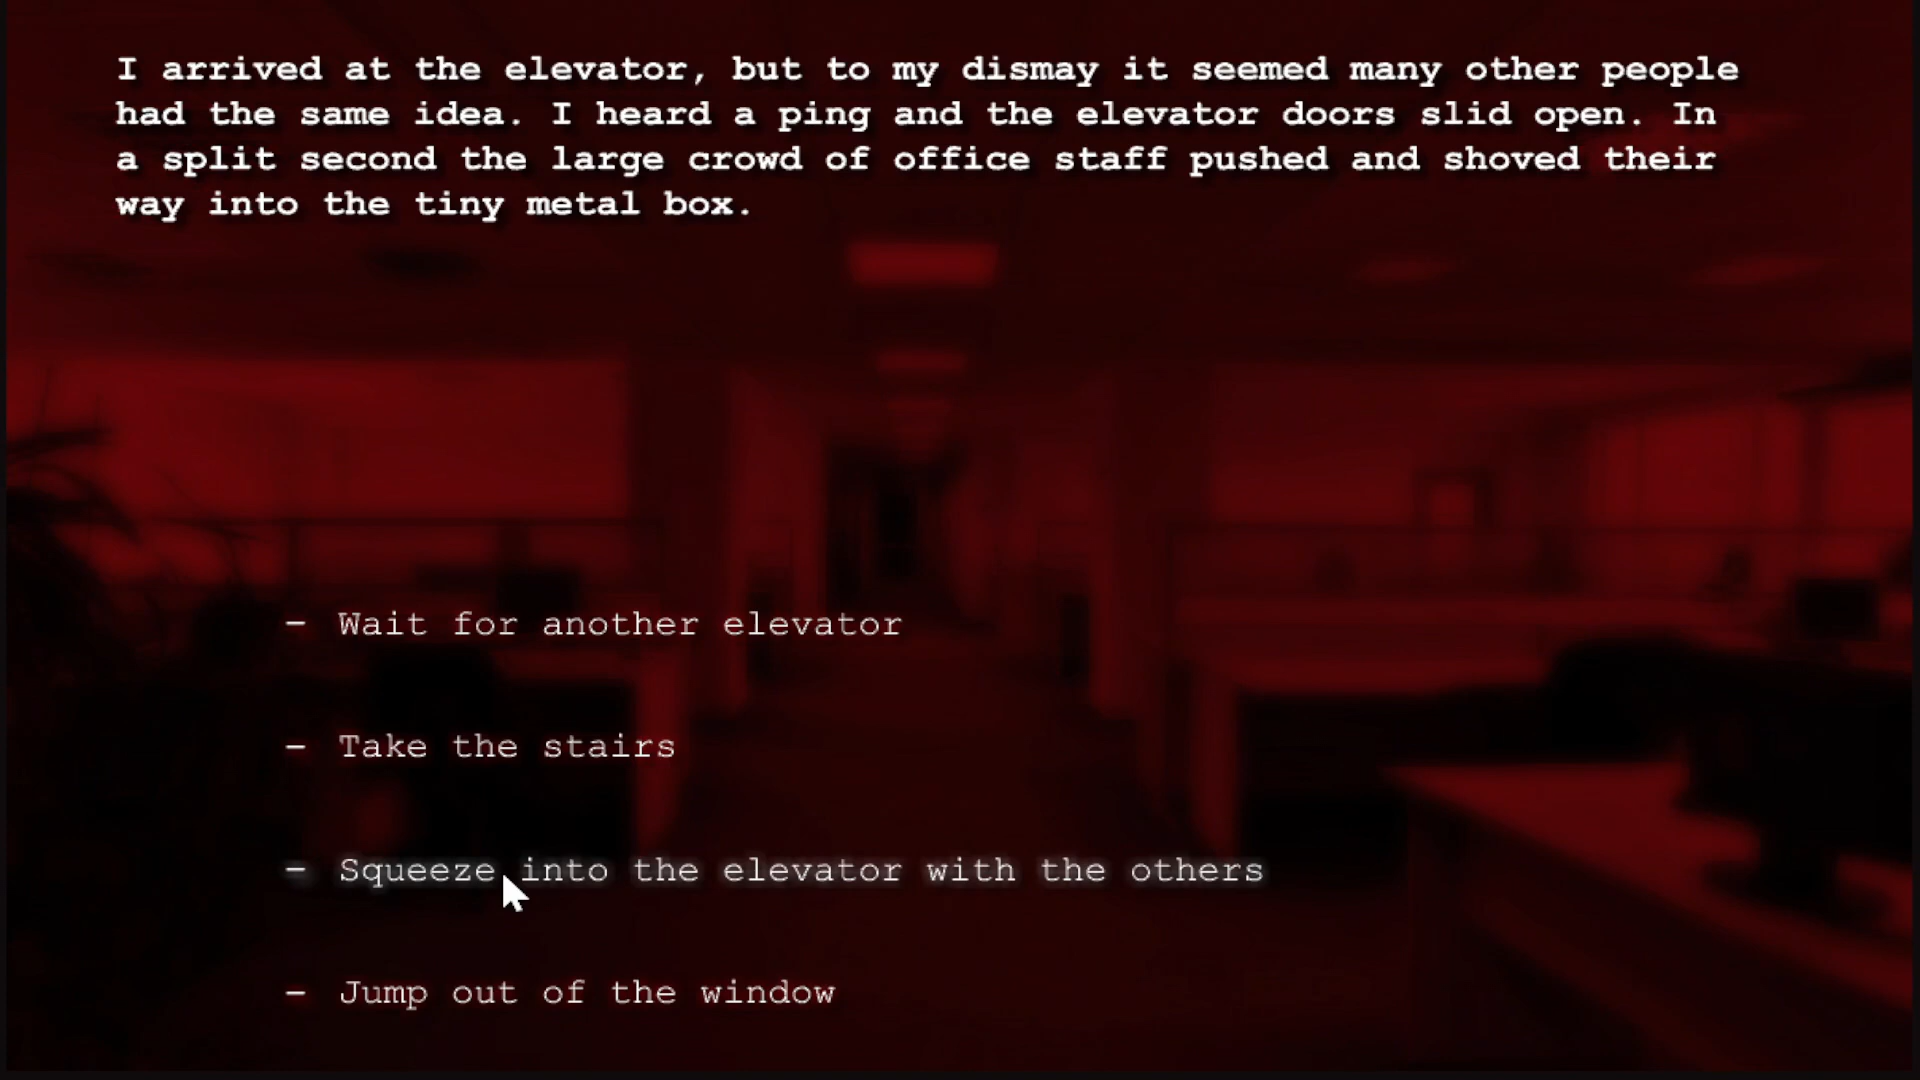 I arrived at the elevator, but to my dismay it seemed many other people
had the same idea. I heard a ping and the elevator doors slid open. In
a split second the large crowd of office staff pushed and shoved their
way into the tiny metal box.
- Wait for another elevator
- Take the stairs
- Squeeze into the elevator with the others
- Jump out of the window